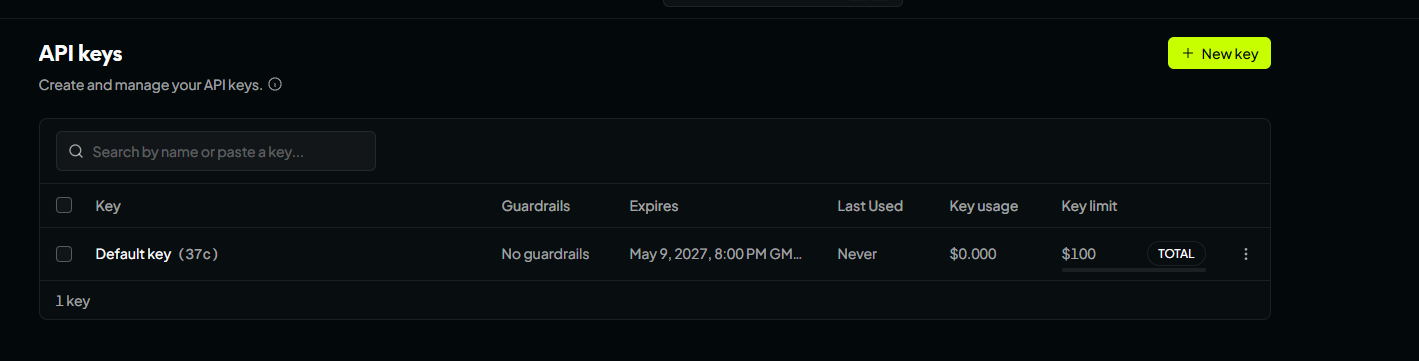 API keys
+ New key
Create and manage your API keys.
Search by name or paste a key...
Key Guardrails Expires Last Used Key usage Key limit
Default key (37c) No guardrails May 9, 2027, 8:00 PM GM... Never $0.000 $100 TOTAL
1 key